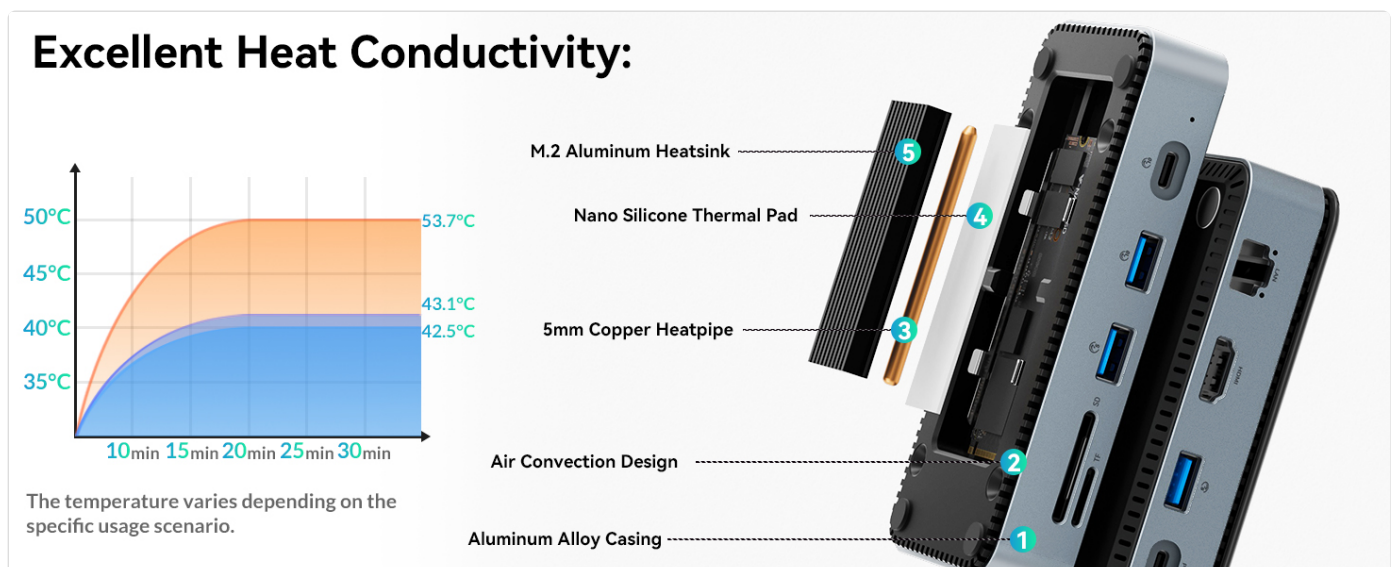 Excellent Heat Conductivity:
50°C
45°C
40°C
35°C
53.7°C
43.1°C
42.5°C
10min 15min 20min 25min 30min
The temperature varies depending on the
specific usage scenario.
M.2 Aluminum Heatsink
5
Nano Silicone Thermal Pad
4
5mm Copper Heatpipe
3
Air Convection Design
2
Aluminum Alloy Casing
1
SD
TF
LAN
HDMI